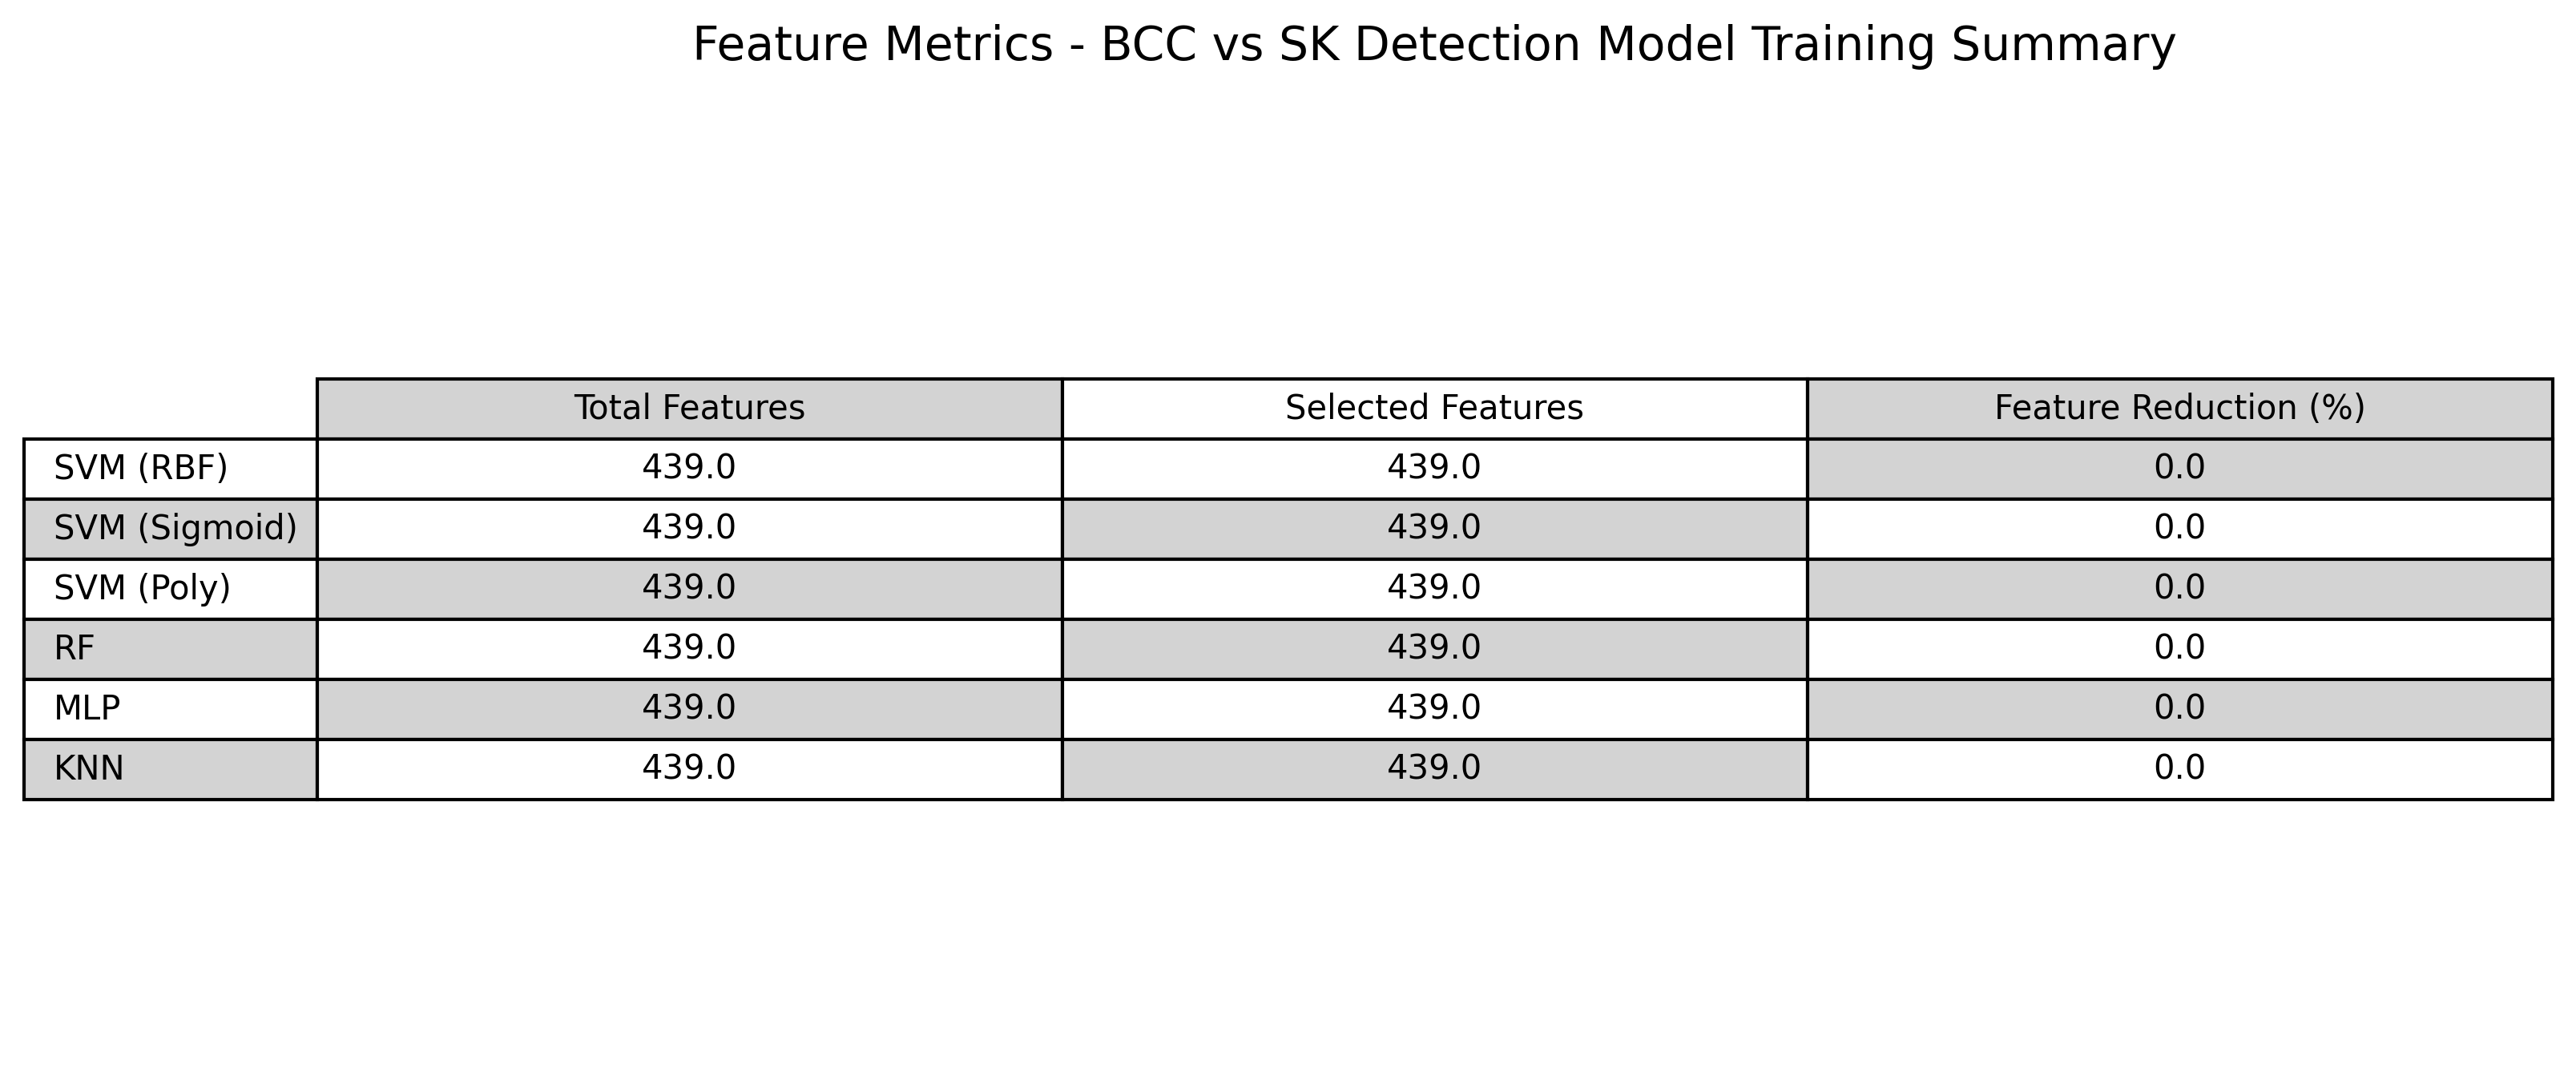 Feature Metrics - BCC vs SK Detection Model Training Summary
Total Features Selected Features Feature Reduction (%)
SVM (RBF) 439.0 439.0 0.0
SVM (Sigmoid) 439.0 439.0 0.0
SVM (Poly) 439.0 439.0 0.0
RF 439.0 439.0 0.0
MLP 439.0 439.0 0.0
KNN 439.0 439.0 0.0